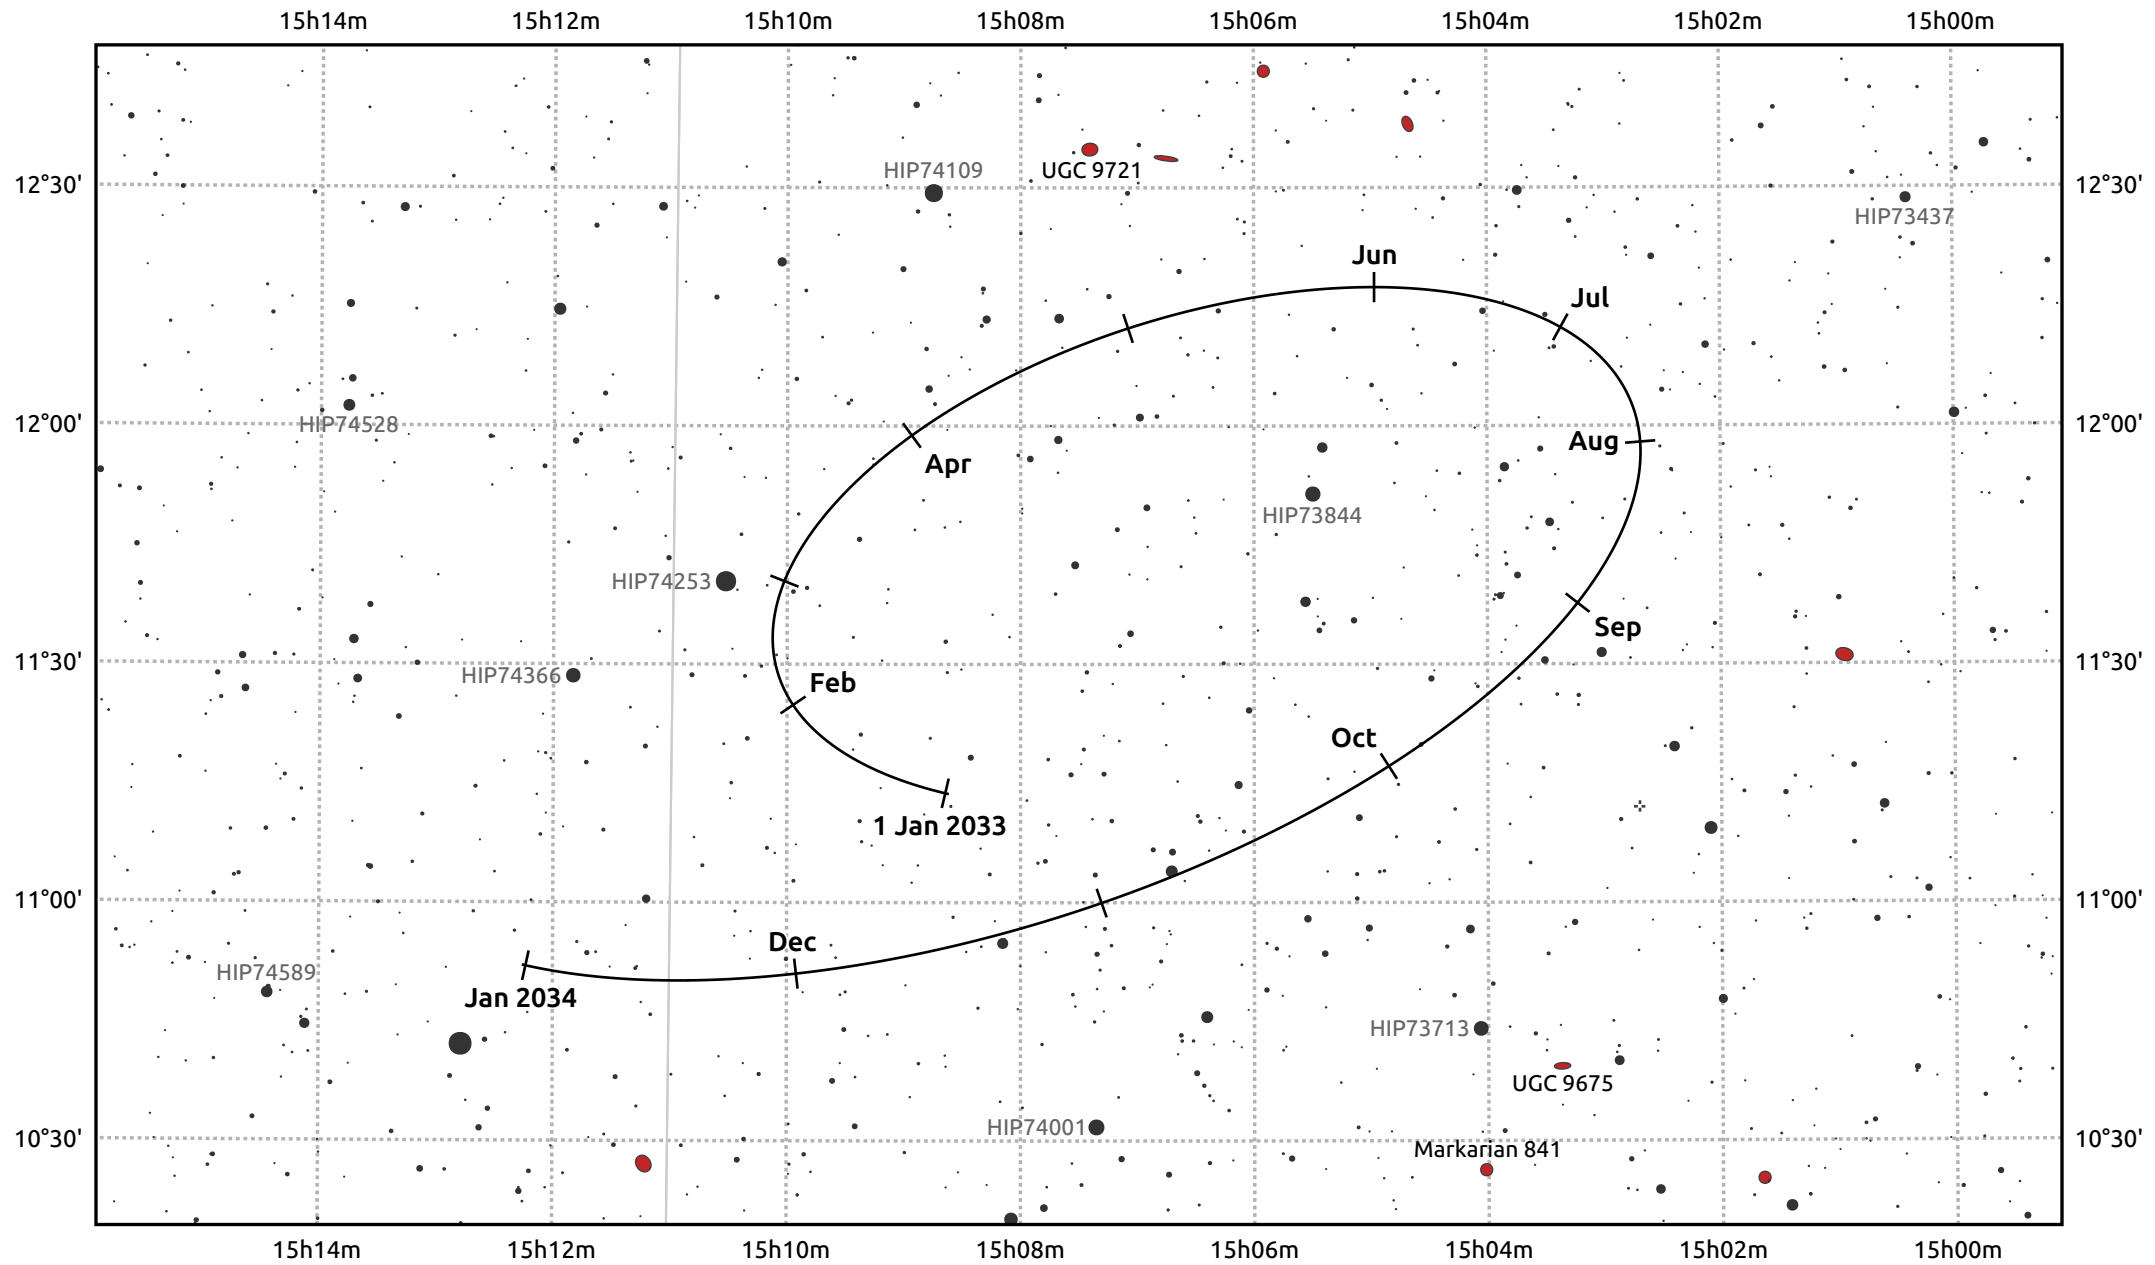 15h14m 15h12m 15h10m 15h08m 15h06m 15h04m 15h02m 15h00m
HIP74109
UGC 9721
12°30' 12°30'
HIP73437
Jun
Jul
HIP74528
12°00' 12°00'
Aug
Apr
HIP73844
HIP74253
Sep
11°30' 11°30'
HIP74366
Feb
Oct
1 Jan 2033
11°00' 11°00'
Dec
HIP74589
Jan 2034
HIP73713
UGC 9675
HIP74001
10°30' 10°30'
Markarian 841
15h14m 15h12m 15h10m 15h08m 15h06m 15h04m 15h02m 15h00m